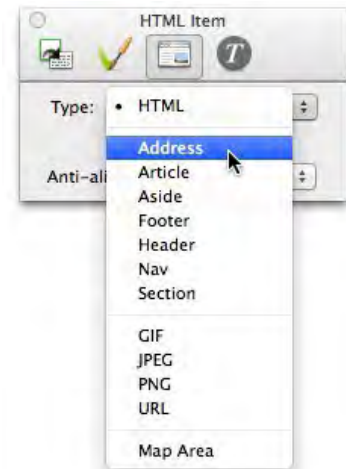 HTML Item
T
Type: • HTML
Address
Anti-ali
Article
Aside
Footer
Header
Nav
Section
GIF
JPEG
PNG
URL
Map Area